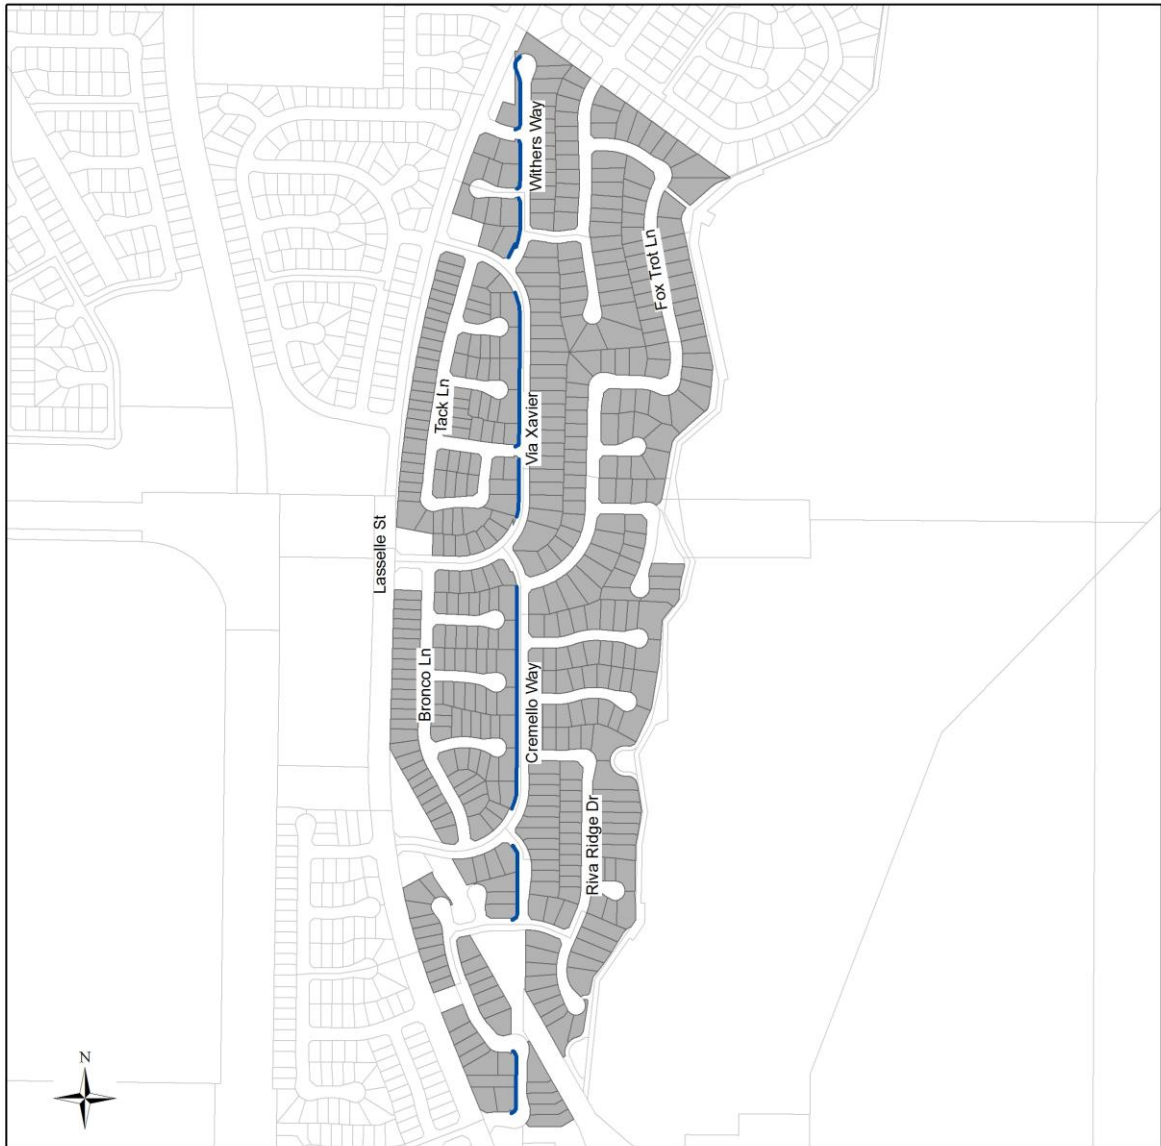 Withers Way
Fox Trot Ln
Tack Ln
Via Xavier
Lasselle St
Bronco Ln
Cremello Way
Riva Ridge Dr
N